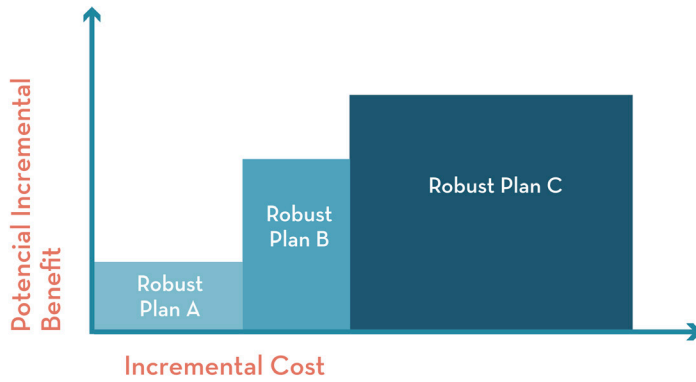 Potencial Incremental
Benefit
Robust
Plan A
Robust
Plan B
Robust Plan C
Incremental Cost